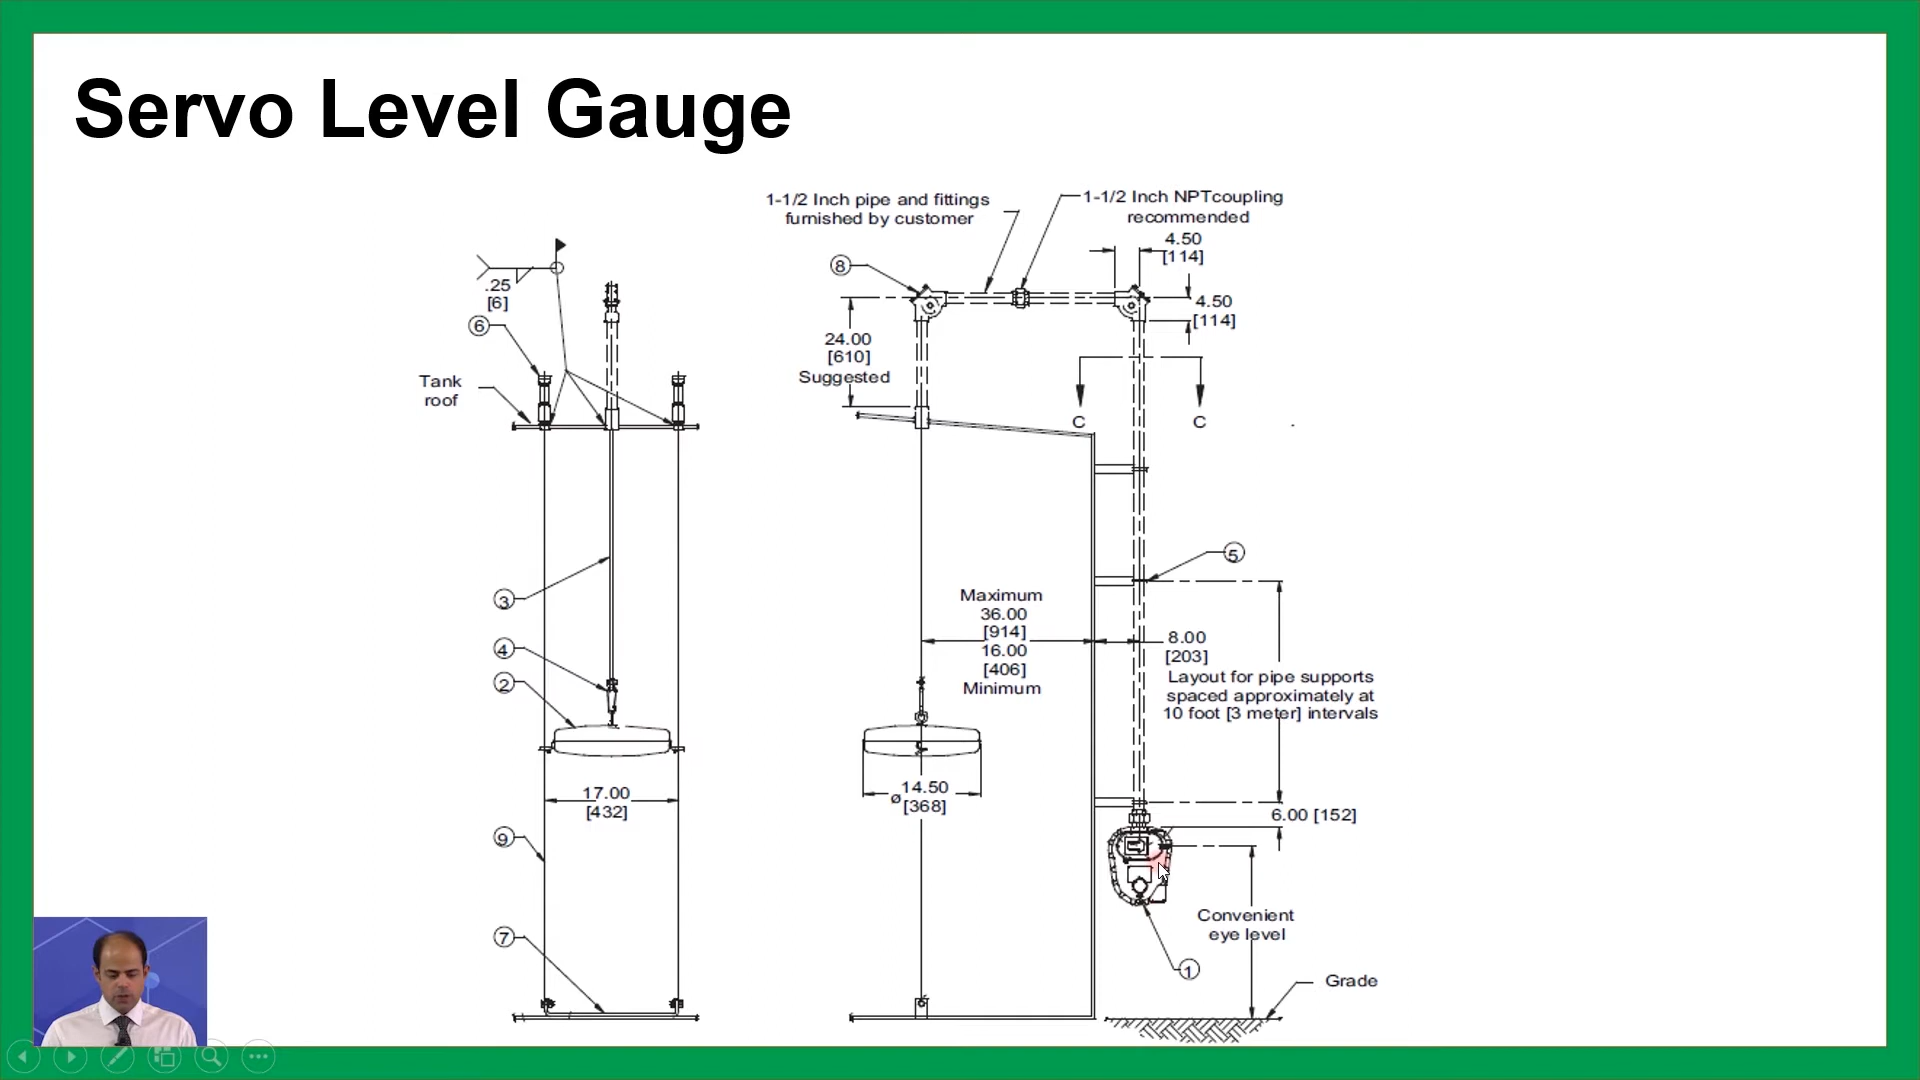 Servo Level Gauge
1-1/2 Inch pipe and fittings
furnished by customer
1-1/2 Inch NPTcoupling
recommended
4.50
[114]
8
.25
[6]
6
4.50
[114]
24.00
[610]
Suggested
Tank
roof
C
C
5
3
Maximum
36.00
[914]
16.00
[406]
Minimum
4
2
8.00
[203]
Layout for pipe supports
spaced approximately at
10 foot [3 meter] intervals
17.00
[432]
ø 14.50
[368]
6.00 [152]
9
7
Convenient
eye level
1
Grade